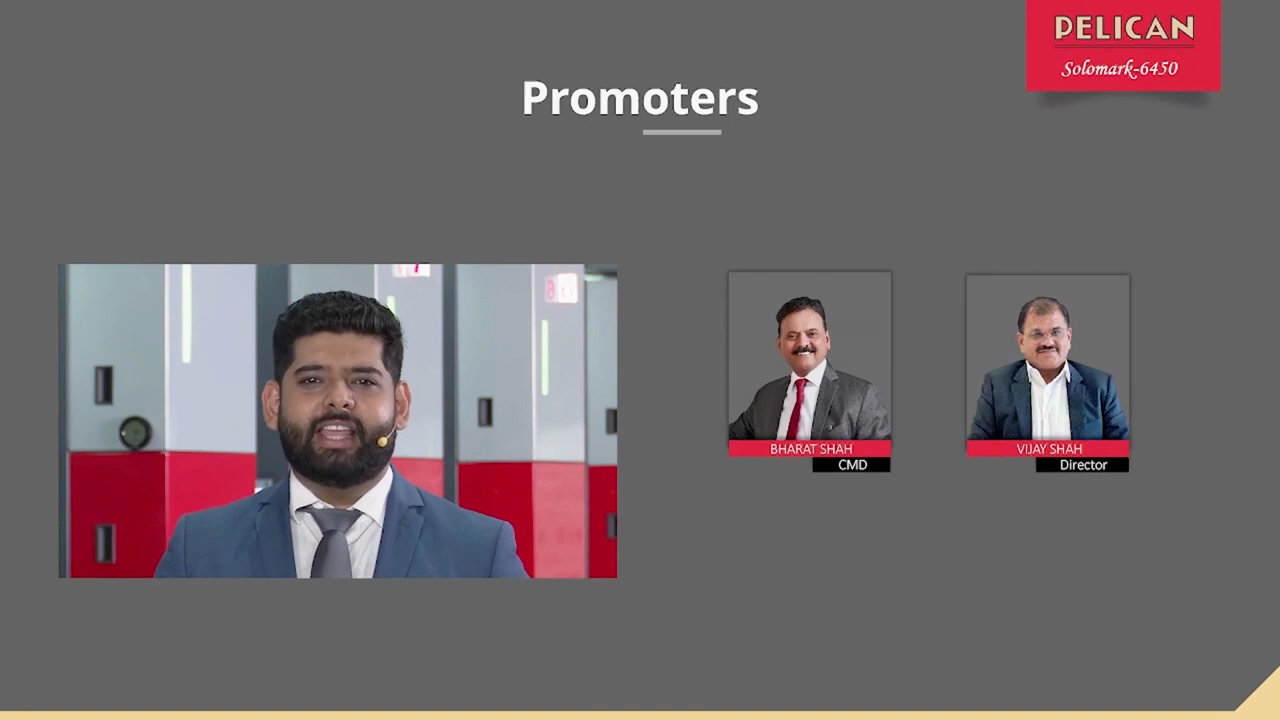 PELICAN
Solomark-6450
Promoters
BHARAT SHAH
CMD
VIJAY SHAH
Director